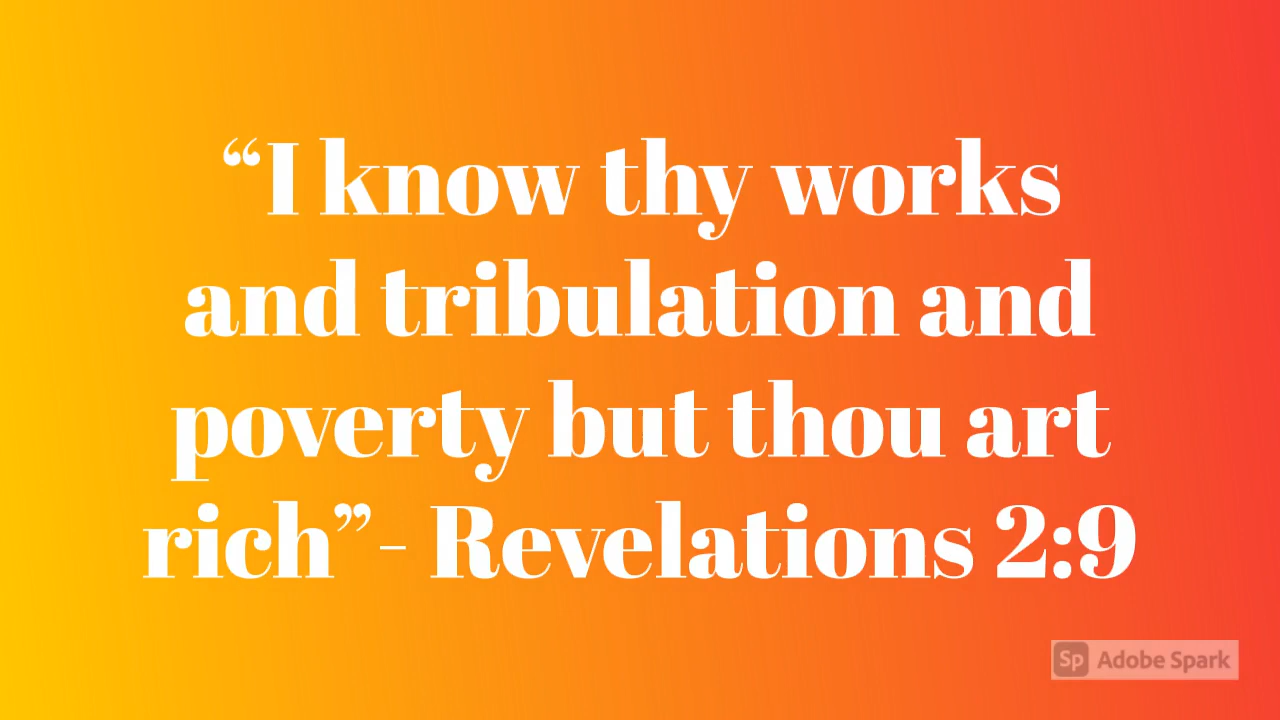 “I know thy works
and tribulation and
poverty but thou art
rich”- Revelations 2:9
Sp Adobe Spark